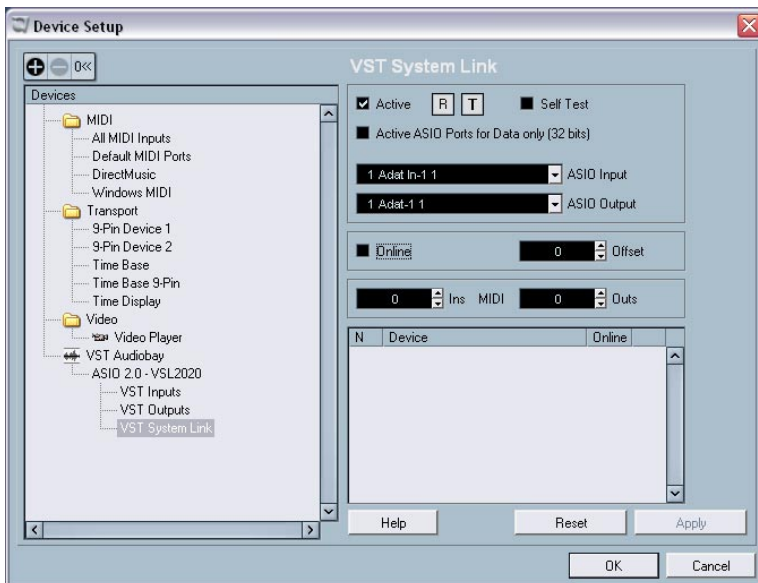 Device Setup
0<<
VST System Link
Devices
MIDI
All MIDI Inputs
Default MIDI Ports
DirectMusic
Windows MIDI
Transport
9-Pin Device 1
9-Pin Device 2
Time Base
Time Base 9-Pin
Time Display
Video
Video Player
VST Audiobay
ASIO 2.0 - VSL2020
VST Inputs
VST Outputs
VST System Link
Active R T Self Test
Active ASIO Ports for Data only (32 bits)
1 Adat In-1 1 ASIO Input
1 Adat-1 1 ASIO Output
Online 0 Offset
0 Ins MIDI 0 Outs
N Device Online
Help Reset Apply
OK Cancel